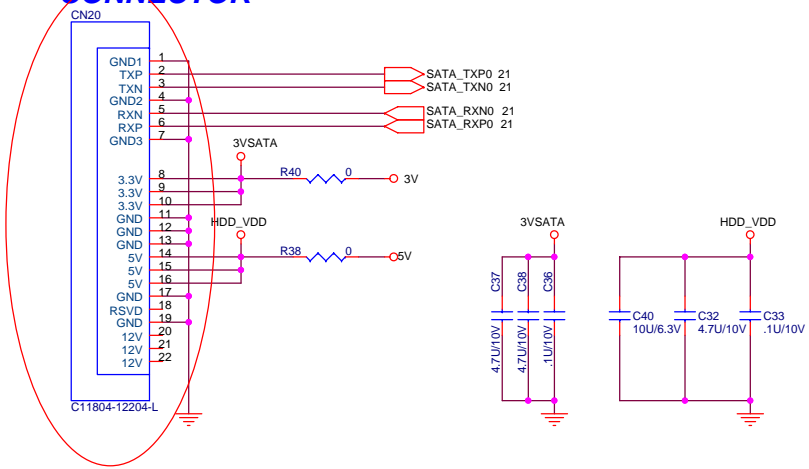 CONNECTOR
CN20
GND1 1
TXP 2
TXN 3
GND2 4
RXN 5
RXP 6
GND3 7
SATA_TXP0 21
SATA_TXN0 21
SATA_RXN0 21
SATA_RXP0 21
3VSATA
3.3V 8
3.3V 9
3.3V 10
R40 0
3V
GND 11
GND 12
GND 13
HDD_VDD
5V 14
5V 15
5V 16
R38 0
5V
GND 17
RSVD 18
GND 19
12V 20
12V 21
12V 22
C11804-12204-L
3VSATA
C37
4.7U/10V
C38
4.7U/10V
C36
.1U/10V
HDD_VDD
C40
10U/6.3V
C32
4.7U/10V
C33
.1U/10V